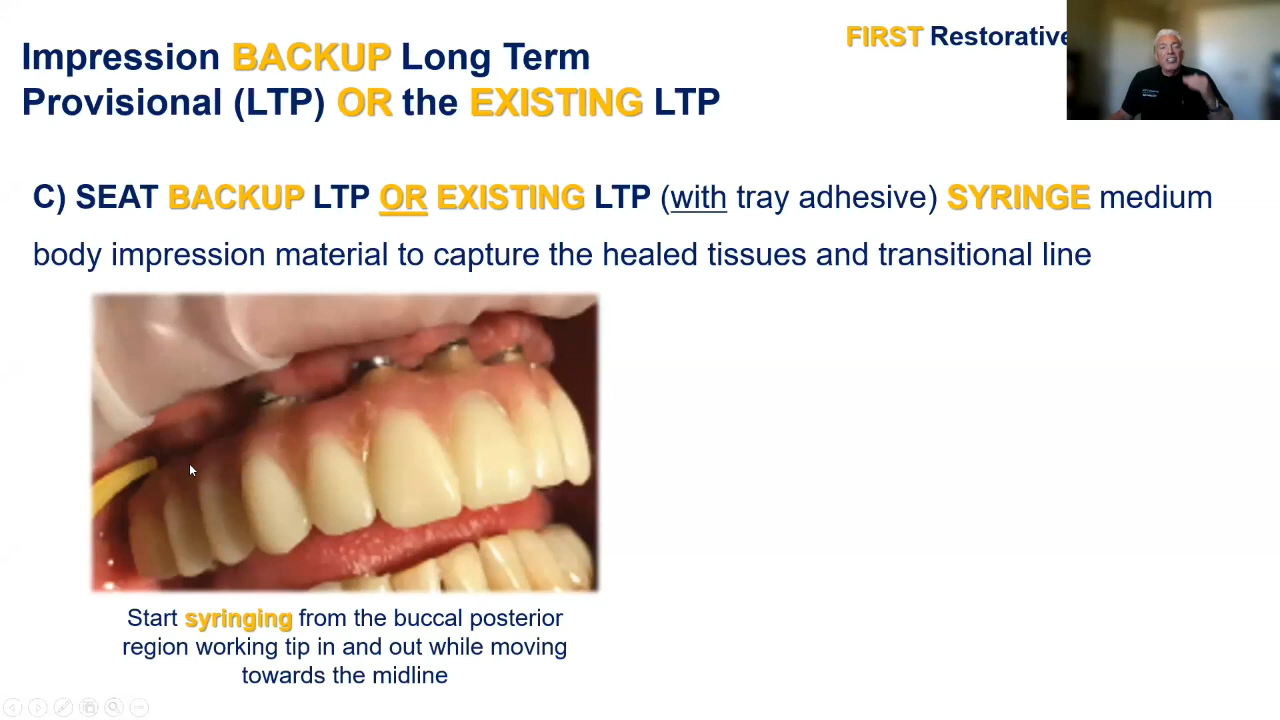 Impression BACKUP Long Term
Provisional (LTP) OR the EXISTING LTP
FIRST Restorative
C) SEAT BACKUP LTP OR EXISTING LTP (with tray adhesive) SYRINGE medium
body impression material to capture the healed tissues and transitional line
Start syringing from the buccal posterior
region working tip in and out while moving
towards the midline